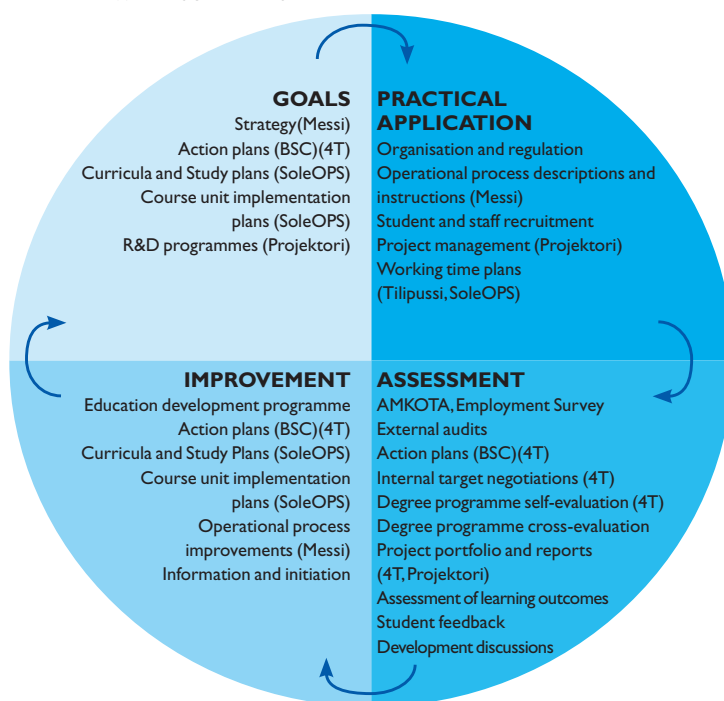 GOALS
Strategy(Messi)
Action plans (BSC)(4T)
Curricula and Study plans (SoleOPS)
Course unit implementation
plans (SoleOPS)
R&D programmes (Projektori)
PRACTICAL
APPLICATION
Organisation and regulation
Operational process descriptions and
instructions (Messi)
Student and staff recruitment
Project management (Projektori)
Working time plans
(Tilipussi, SoleOPS)
IMPROVEMENT
Education development programme
Action plans (BSC)(4T)
Curricula and Study Plans (SoleOPS)
Course unit implementation
plans (SoleOPS)
Operational process
improvements (Messi)
Information and initiation
ASSESSMENT
AMKOTA, Employment Survey
External audits
Action plans (BSC)(4T)
Internal target negotiations (4T)
Degree programme self-evaluation (4T)
Degree programme cross-evaluation
Project portfolio and reports
(4T, Projektori)
Assessment of learning outcomes
Student feedback
Development discussions